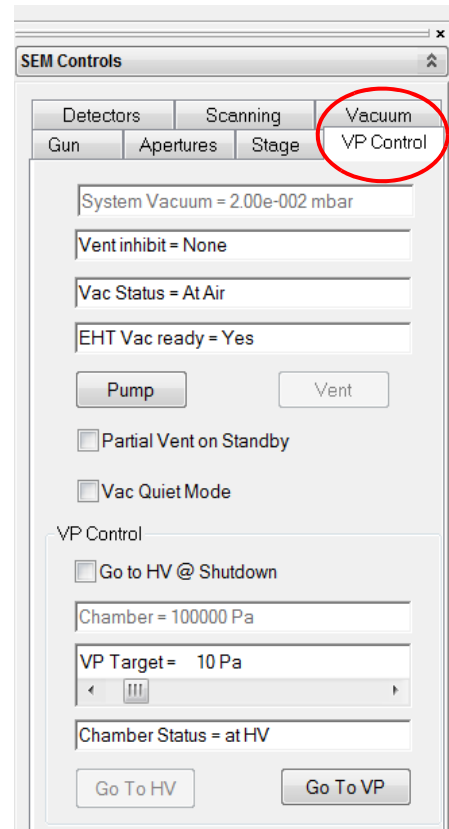 x
SEM Controls
Detectors Scanning Vacuum
Gun Apertures Stage VP Control
System Vacuum = 2.00e-002 mbar
Vent inhibit = None
Vac Status = At Air
EHT Vac ready = Yes
Pump Vent
Partial Vent on Standby
Vac Quiet Mode
VP Control
Go to HV @ Shutdown
Chamber = 100000 Pa
VP Target = 10 Pa
Chamber Status = at HV
Go To HV Go To VP